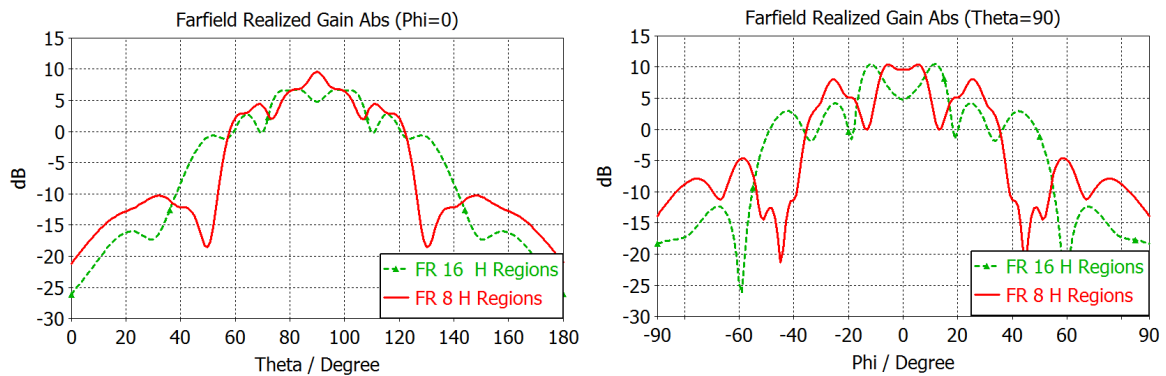 Farfield Realized Gain Abs (Phi=0)
15
10
5
0
-5
-10
-15
-20
-25
-30
dB
0 20 40 60 80 100 120 140 160 180
Theta / Degree
FR 16 H Regions
FR 8 H Regions
Farfield Realized Gain Abs (Theta=90)
15
10
5
0
-5
-10
-15
-20
-25
-30
dB
-90 -60 -40 -20 0 20 40 60 90
Phi / Degree
FR 16 H Regions
FR 8 H Regions